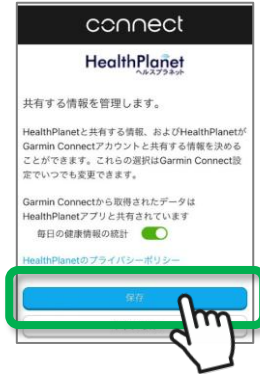 connect
HealthPlanet
ヘルスプラネット
共有する情報を管理します。
HealthPlanetと共有する情報、およびHealthPlanetが
Garmin Connectアカウントと共有する情報を決める
ことができます。これらの選択はGarmin Connect設
定でいつでも変更できます。
Garmin Connectから取得されたデータは
HealthPlanetアプリと共有されています
毎日の健康情報の統計
HealthPlanetのプライバシーポリシー
保存